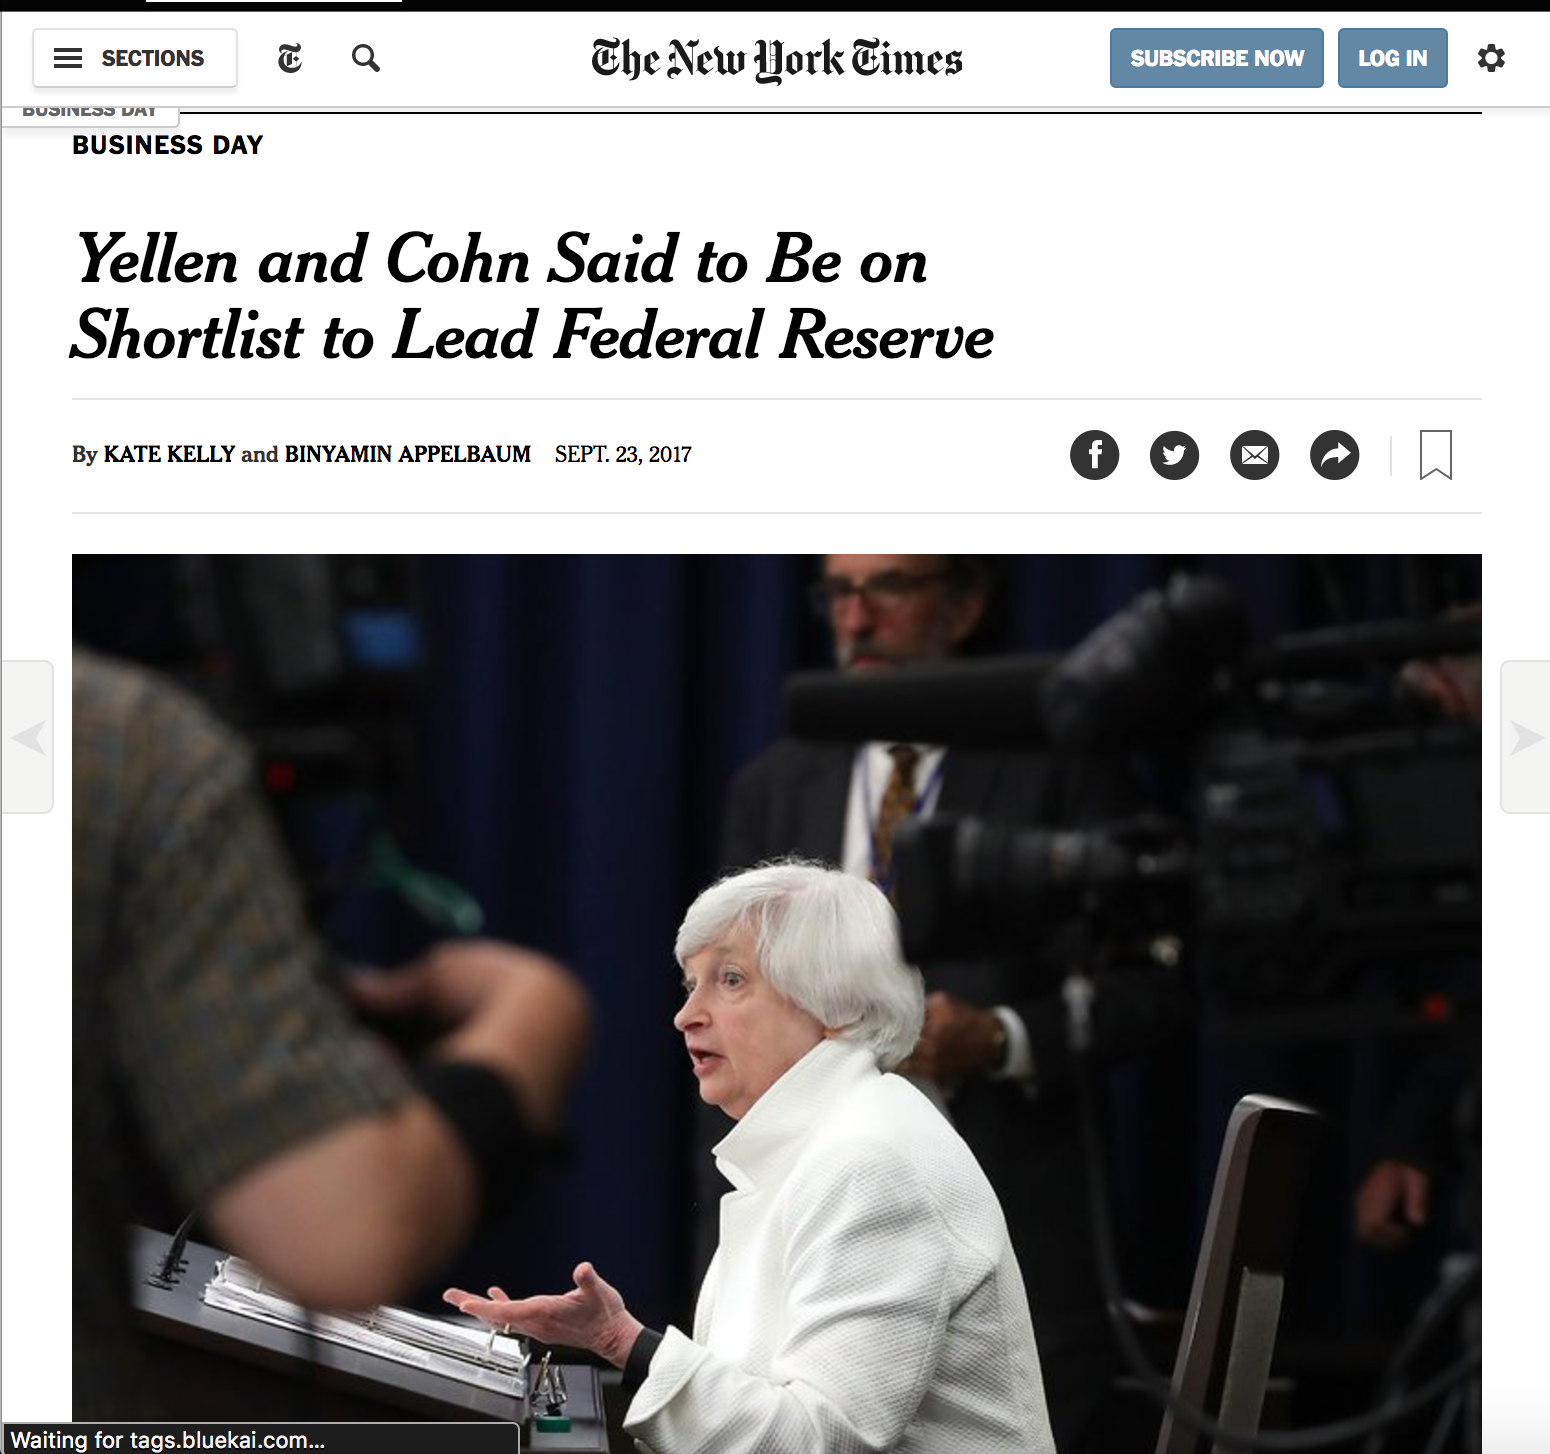 SECTIONS
The New York Times
SUBSCRIBE NOW
LOG IN
BUSINESS DAY
BUSINESS DAY
Yellen and Cohn Said to Be on
Shortlist to Lead Federal Reserve
By KATE KELLY and BINYAMIN APPELBAUM SEPT. 23, 2017
Waiting for tags.bluekai.com...